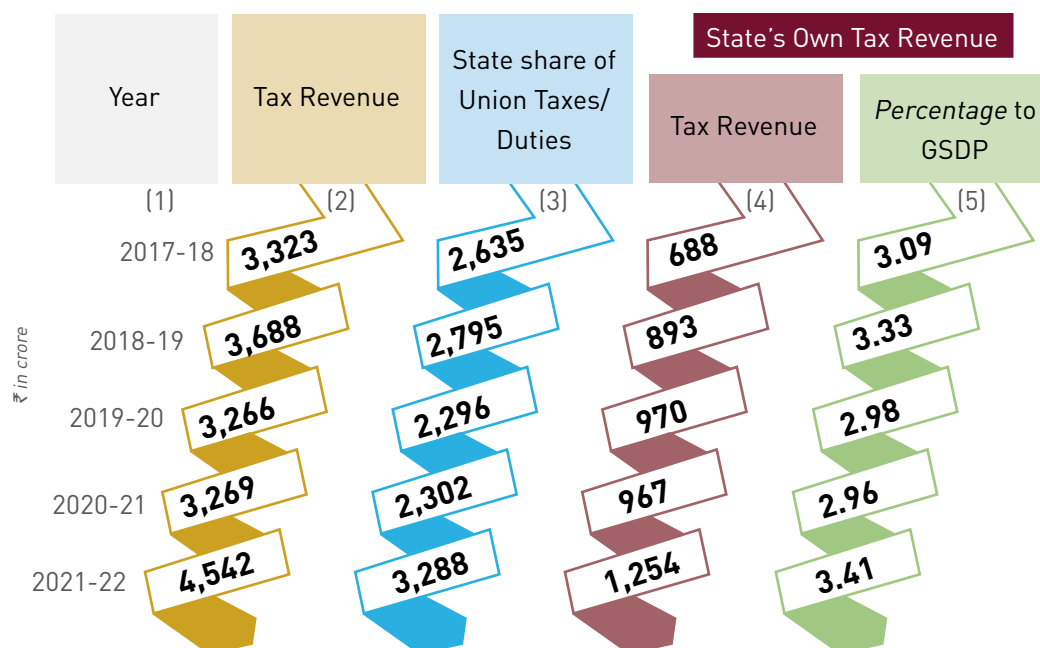 State's Own Tax Revenue
Year
Tax Revenue
State share of
Union Taxes/
Duties
Tax Revenue
Percentage to
GSDP
(1) (2) (3) (4) (5)
2017-18 3,323 2,635 688 3.09
2018-19 3,688 2,795 893 3.33
2019-20 3,266 2,296 970 2.98
2020-21 3,269 2,302 967 2.96
2021-22 4,542 3,288 1,254 3.41
₹ in crore